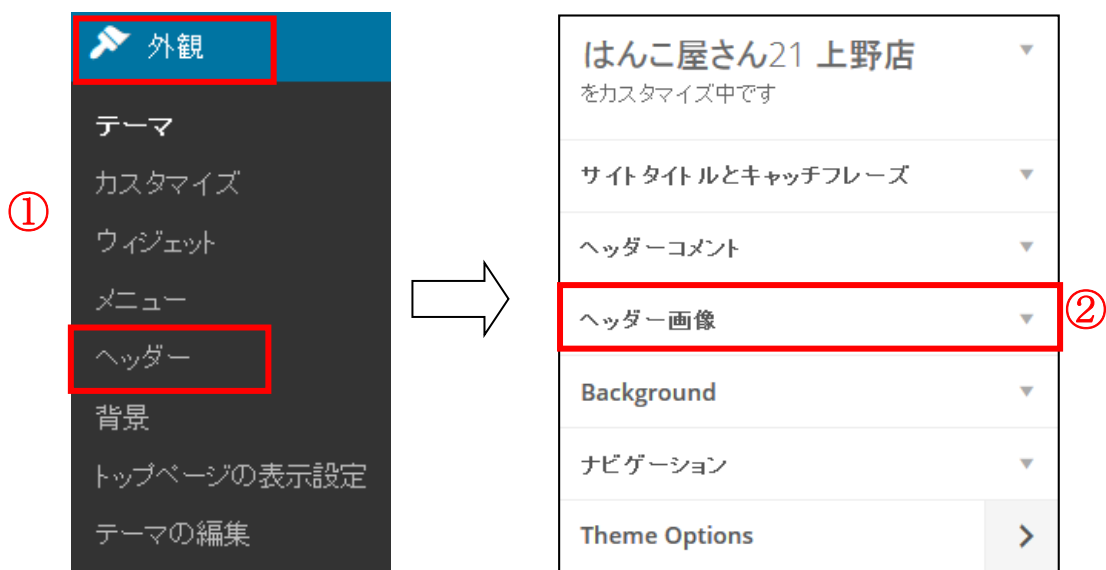 外観
テーマ
カスタマイズ
ウィジェット
メニュー
ヘッダー
背景
トップページの表示設定
テーマの編集
①
はんこ屋さん21 上野店
をカスタマイズ中です
サイトタイトルとキャッチフレーズ
ヘッダーコメント
ヘッダー画像
②
Background
ナビゲーション
Theme Options